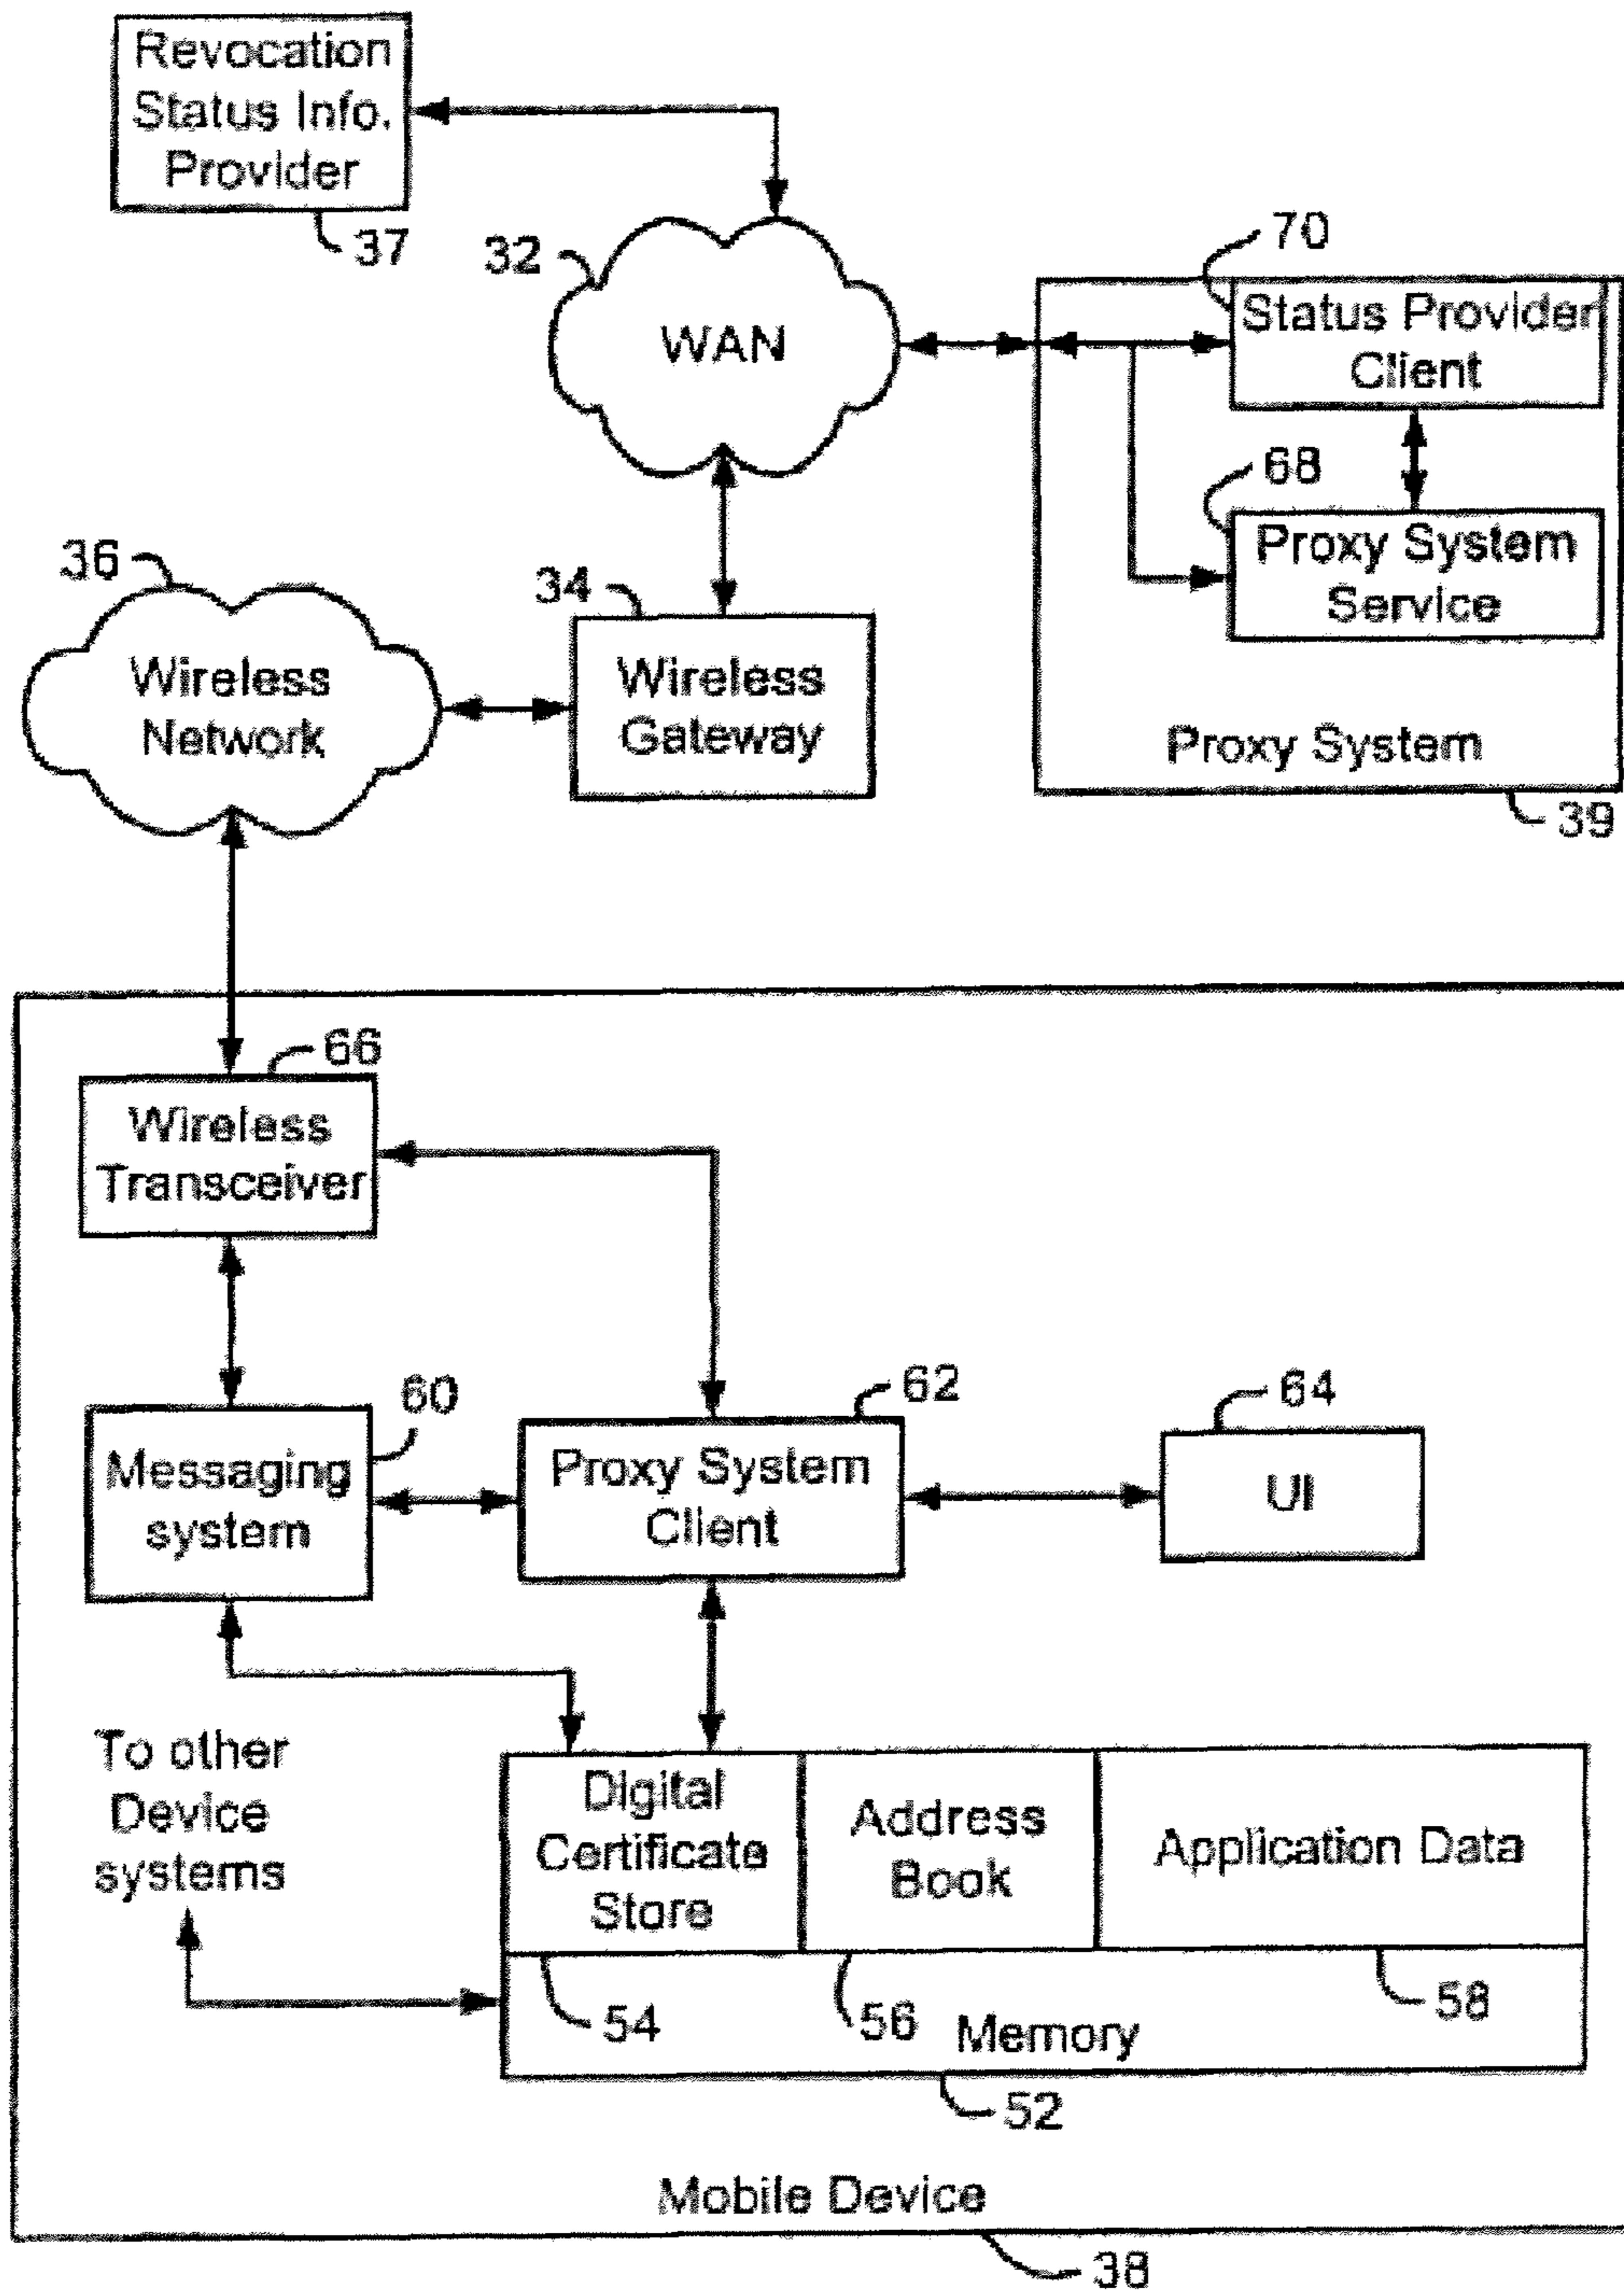 Revocation
Status Info.
Provider
37
32
WAN
70
Status Provider
Client
68
Proxy System
Service
Proxy System
39
36
Wireless
Network
34
Wireless
Gateway
66
Wireless
Transceiver
60
Messaging
system
62
Proxy System
Client
64
UI
To other
Device
systems
Digital
Certificate
Store
Address
Book
Application Data
54
56
58
Memory
52
Mobile Device
38